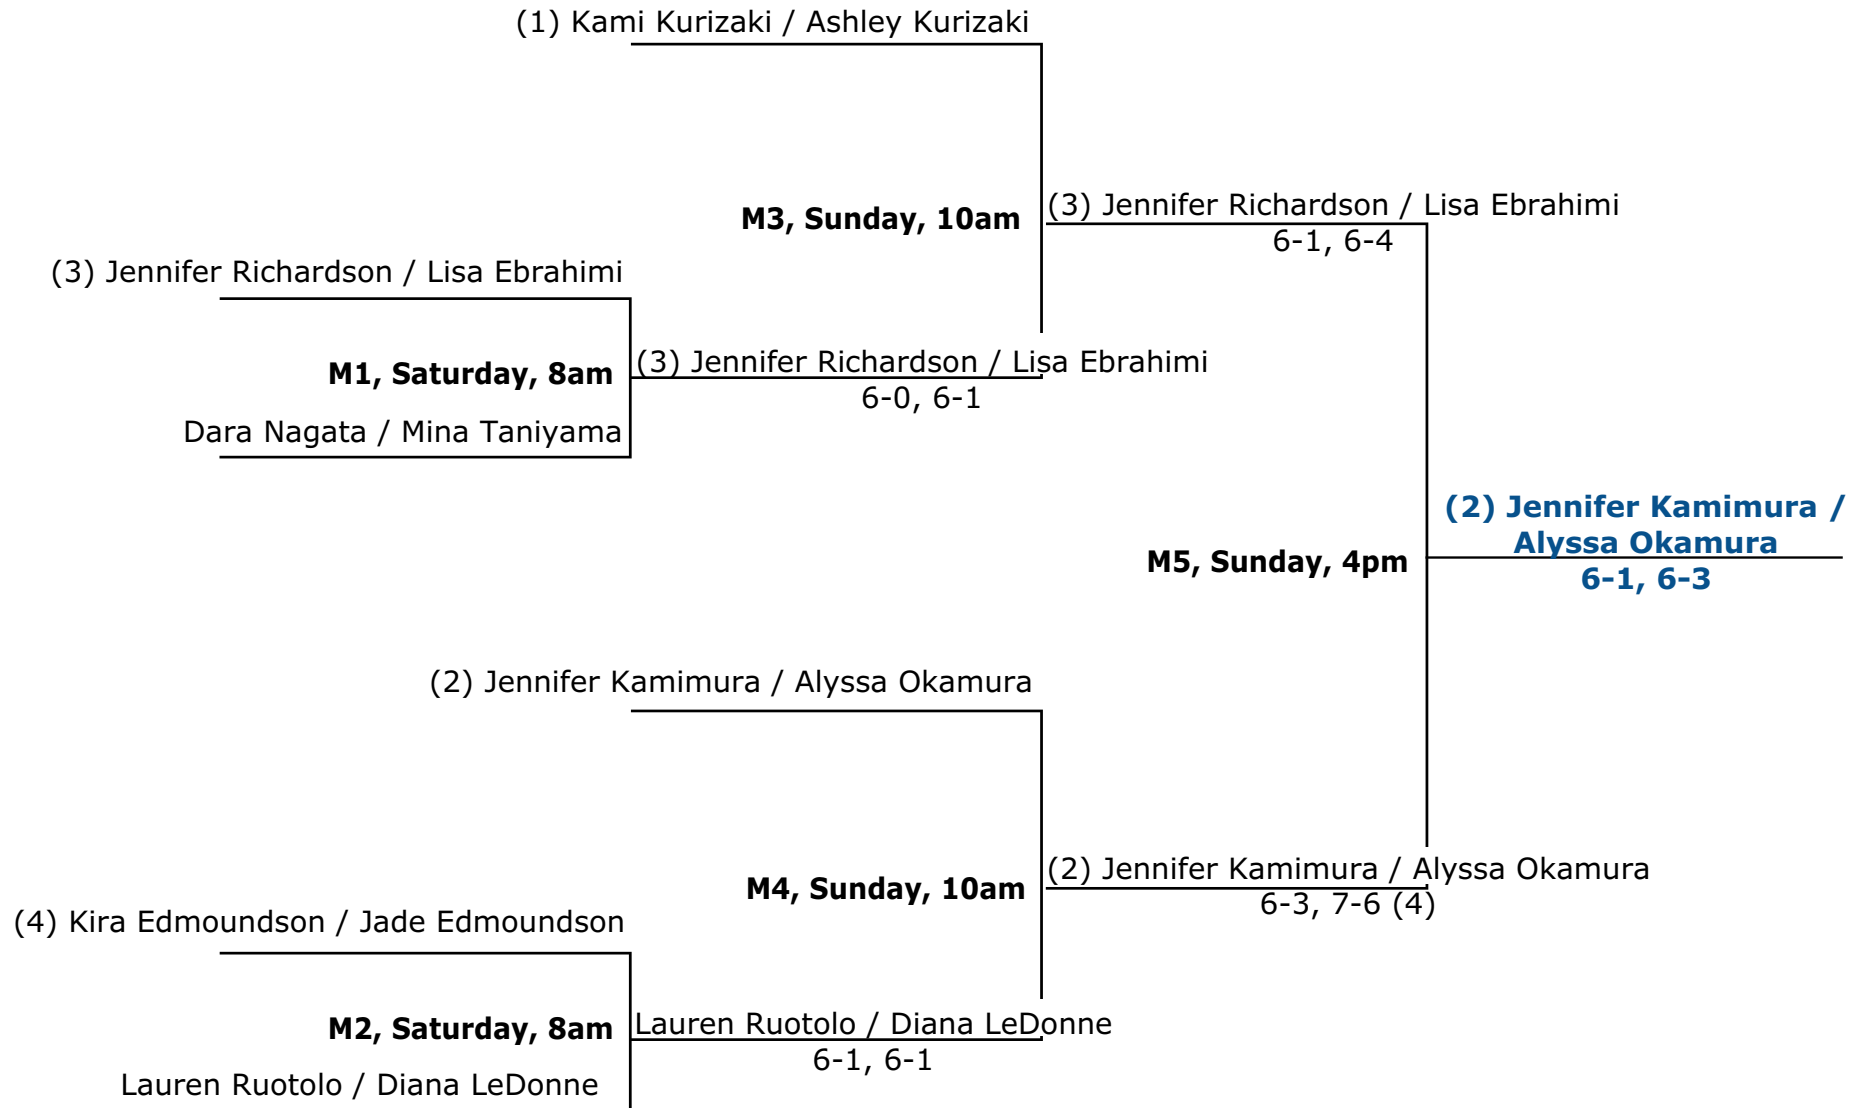 (1) Kami Kurizaki / Ashley Kurizaki
M3, Sunday, 10am
(3) Jennifer Richardson / Lisa Ebrahimi
6-1, 6-4
(3) Jennifer Richardson / Lisa Ebrahimi
M1, Saturday, 8am
(3) Jennifer Richardson / Lisa Ebrahimi
6-0, 6-1
Dara Nagata / Mina Taniyama
(2) Jennifer Kamimura /
Alyssa Okamura
M5, Sunday, 4pm
6-1, 6-3
(2) Jennifer Kamimura / Alyssa Okamura
M4, Sunday, 10am
(2) Jennifer Kamimura / Alyssa Okamura
6-3, 7-6 (4)
(4) Kira Edmoundson / Jade Edmoundson
M2, Saturday, 8am
Lauren Ruotolo / Diana LeDonne
6-1, 6-1
Lauren Ruotolo / Diana LeDonne